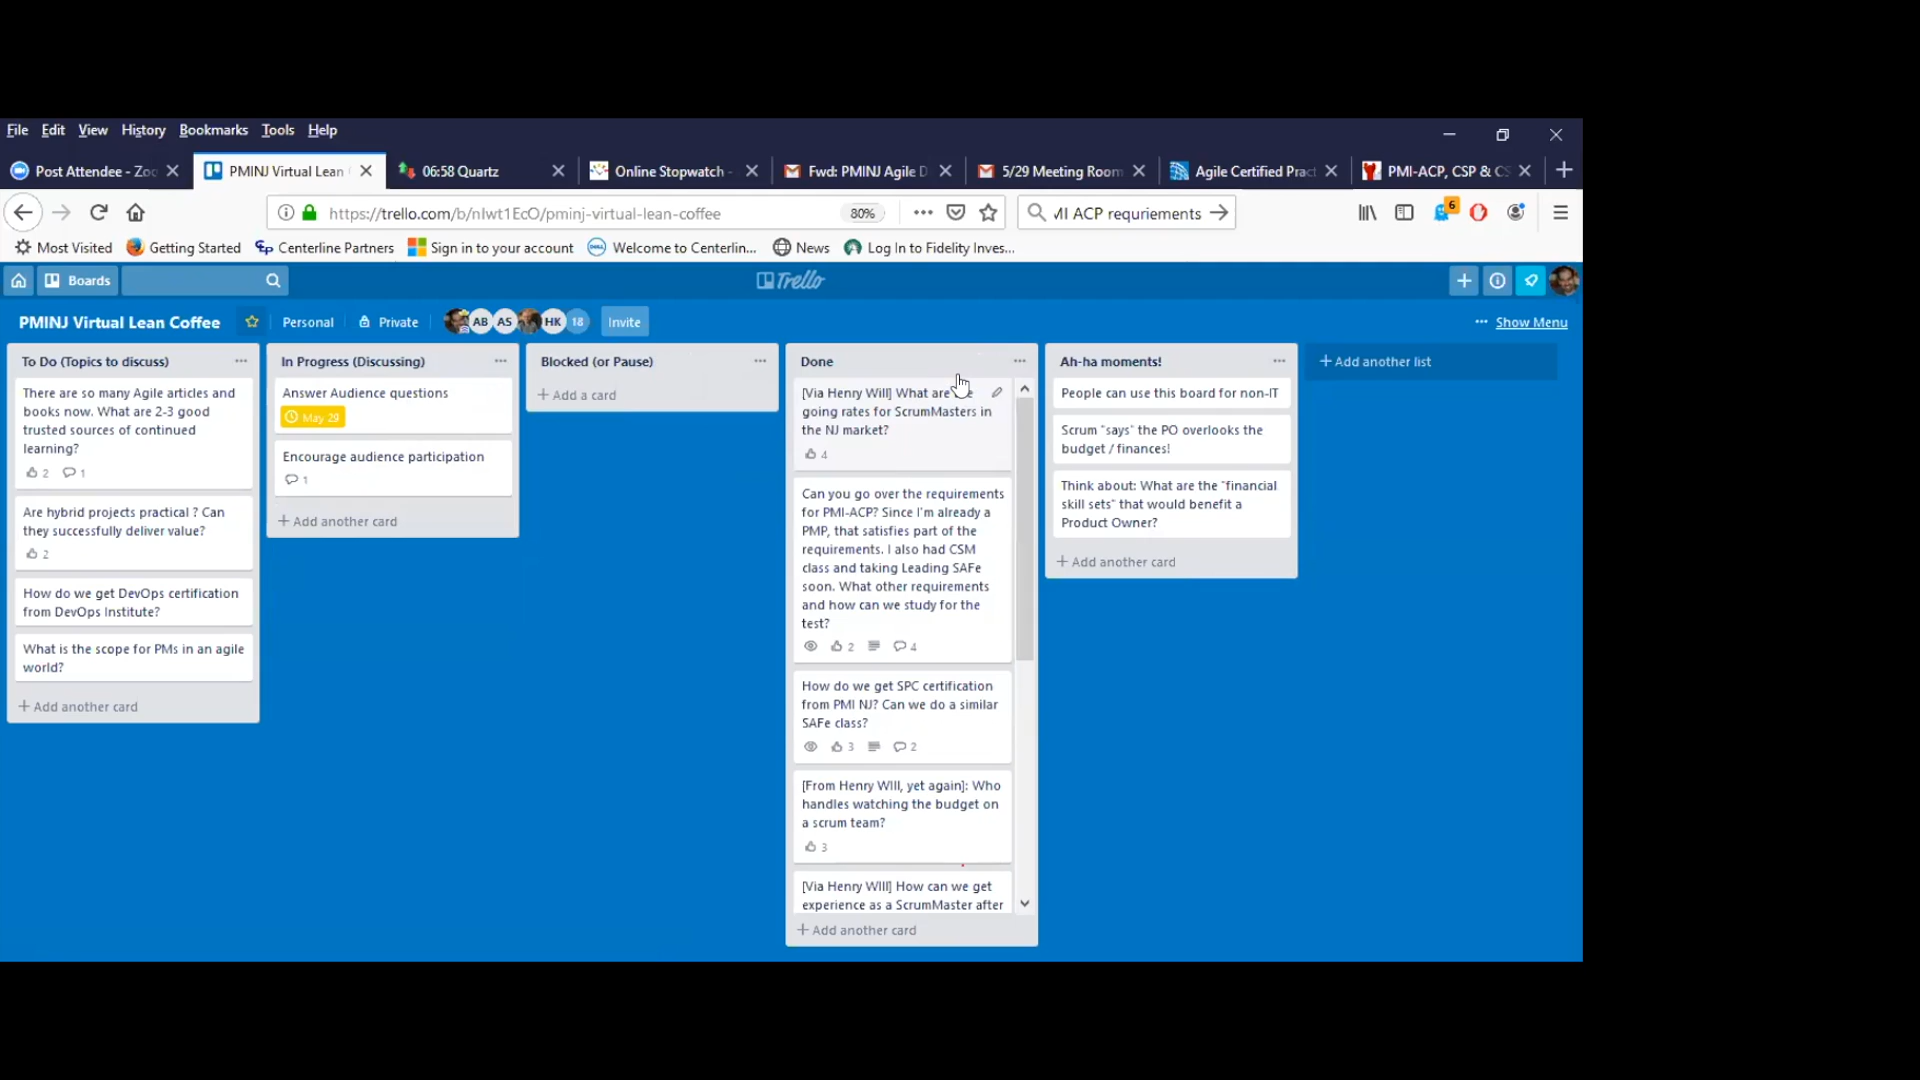 File Edit View History Bookmarks Tools Help
Post Attendee - Zoo
PMINJ Virtual Lean
06:58 Quartz
Online Stopwatch -
Fwd: PMINJ Agile D
5/29 Meeting Room
Agile Certified Pract
PMI-ACP, CSP & CS
https://trello.com/b/nIwt1EcO/pminj-virtual-lean-coffee
80%
MI ACP requriements
6
Most Visited
Getting Started
Centerline Partners
Sign in to your account
Welcome to Centerlin...
News
Log In to Fidelity Inves...
Boards
Trello
PMINJ Virtual Lean Coffee
Personal
Private
AB
AS
HK
18
Invite
Show Menu
To Do (Topics to discuss)
There are so many Agile articles and
books now. What are 2-3 good
trusted sources of continued
learning?
2
1
Are hybrid projects practical ? Can
they successfully deliver value?
2
How do we get DevOps certification
from DevOps Institute?
What is the scope for PMs in an agile
world?
+ Add another card
In Progress (Discussing)
Answer Audience questions
May 29
Encourage audience participation
1
+ Add another card
Blocked (or Pause)
+ Add a card
Done
[Via Henry Will] What are
going rates for ScrumMasters in
the NJ market?
4
Can you go over the requirements
for PMI-ACP? Since I'm already a
PMP, that satisfies part of the
requirements. I also had CSM
class and taking Leading SAFe
soon. What other requirements
and how can we study for the
test?
2
4
How do we get SPC certification
from PMI NJ? Can we do a similar
SAFe class?
3
2
[From Henry WIll, yet again]: Who
handles watching the budget on
a scrum team?
3
[Via Henry WIll] How can we get
experience as a ScrumMaster after
+ Add another card
Ah-ha moments!
People can use this board for non-IT
Scrum "says" the PO overlooks the
budget / finances!
Think about: What are the "financial
skill sets" that would benefit a
Product Owner?
+ Add another card
+ Add another list